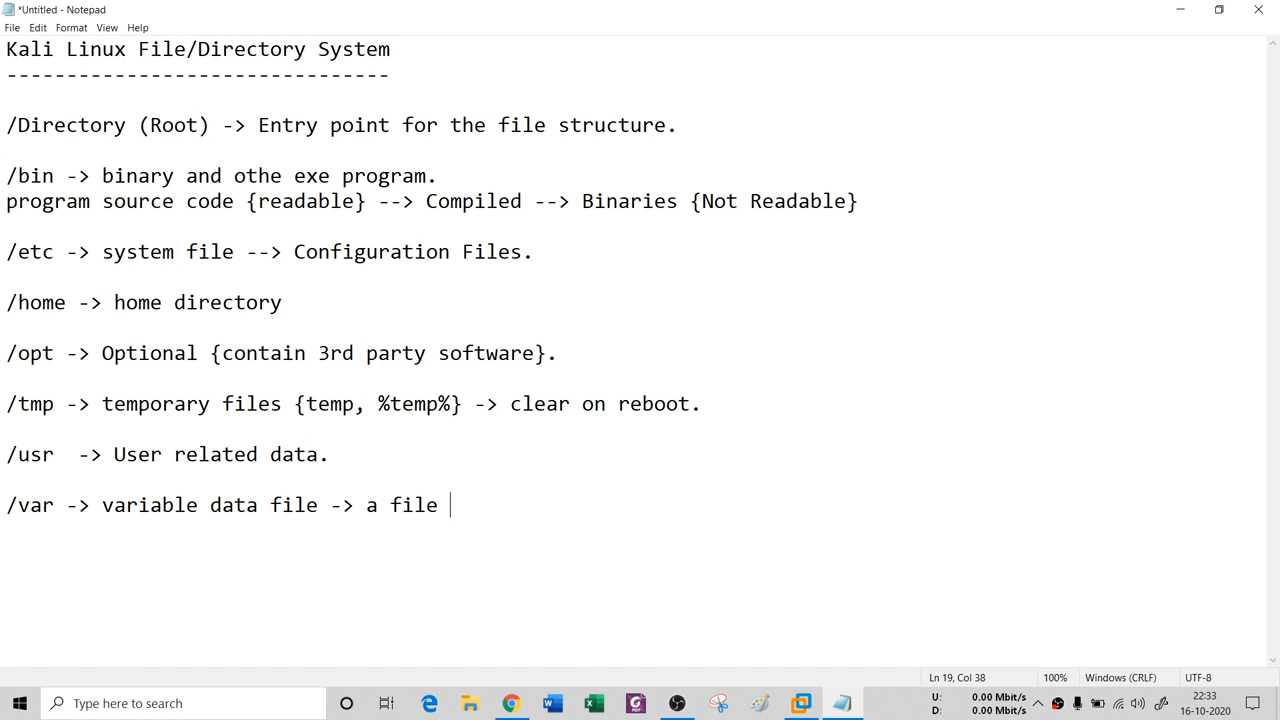 *Untitled - Notepad
File Edit Format View Help
Kali Linux File/Directory System
--------------------------------
/Directory (Root) -> Entry point for the file structure.
/bin -> binary and othe exe program.
program source code {readable} --> Compiled --> Binaries {Not Readable}
/etc -> system file --> Configuration Files.
/home -> home directory
/opt -> Optional {contain 3rd party software}.
/tmp -> temporary files {temp, %temp%} -> clear on reboot.
/usr  -> User related data.
/var -> variable data file -> a file
Ln 19, Col 38 100% Windows (CRLF) UTF-8
Type here to search
U: 0.00 Mbit/s
D: 0.00 Mbit/s
22:33
16-10-2020